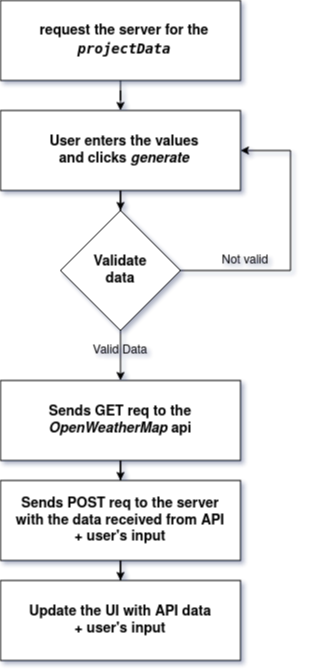 request the server for the
projectData
User enters the values
and clicks generate
Validate
data
Not valid
Valid Data
Sends GET req to the
OpenWeatherMap api
Sends POST req to the server
with the data received from API
+ user's input
Update the UI with API data
+ user's input